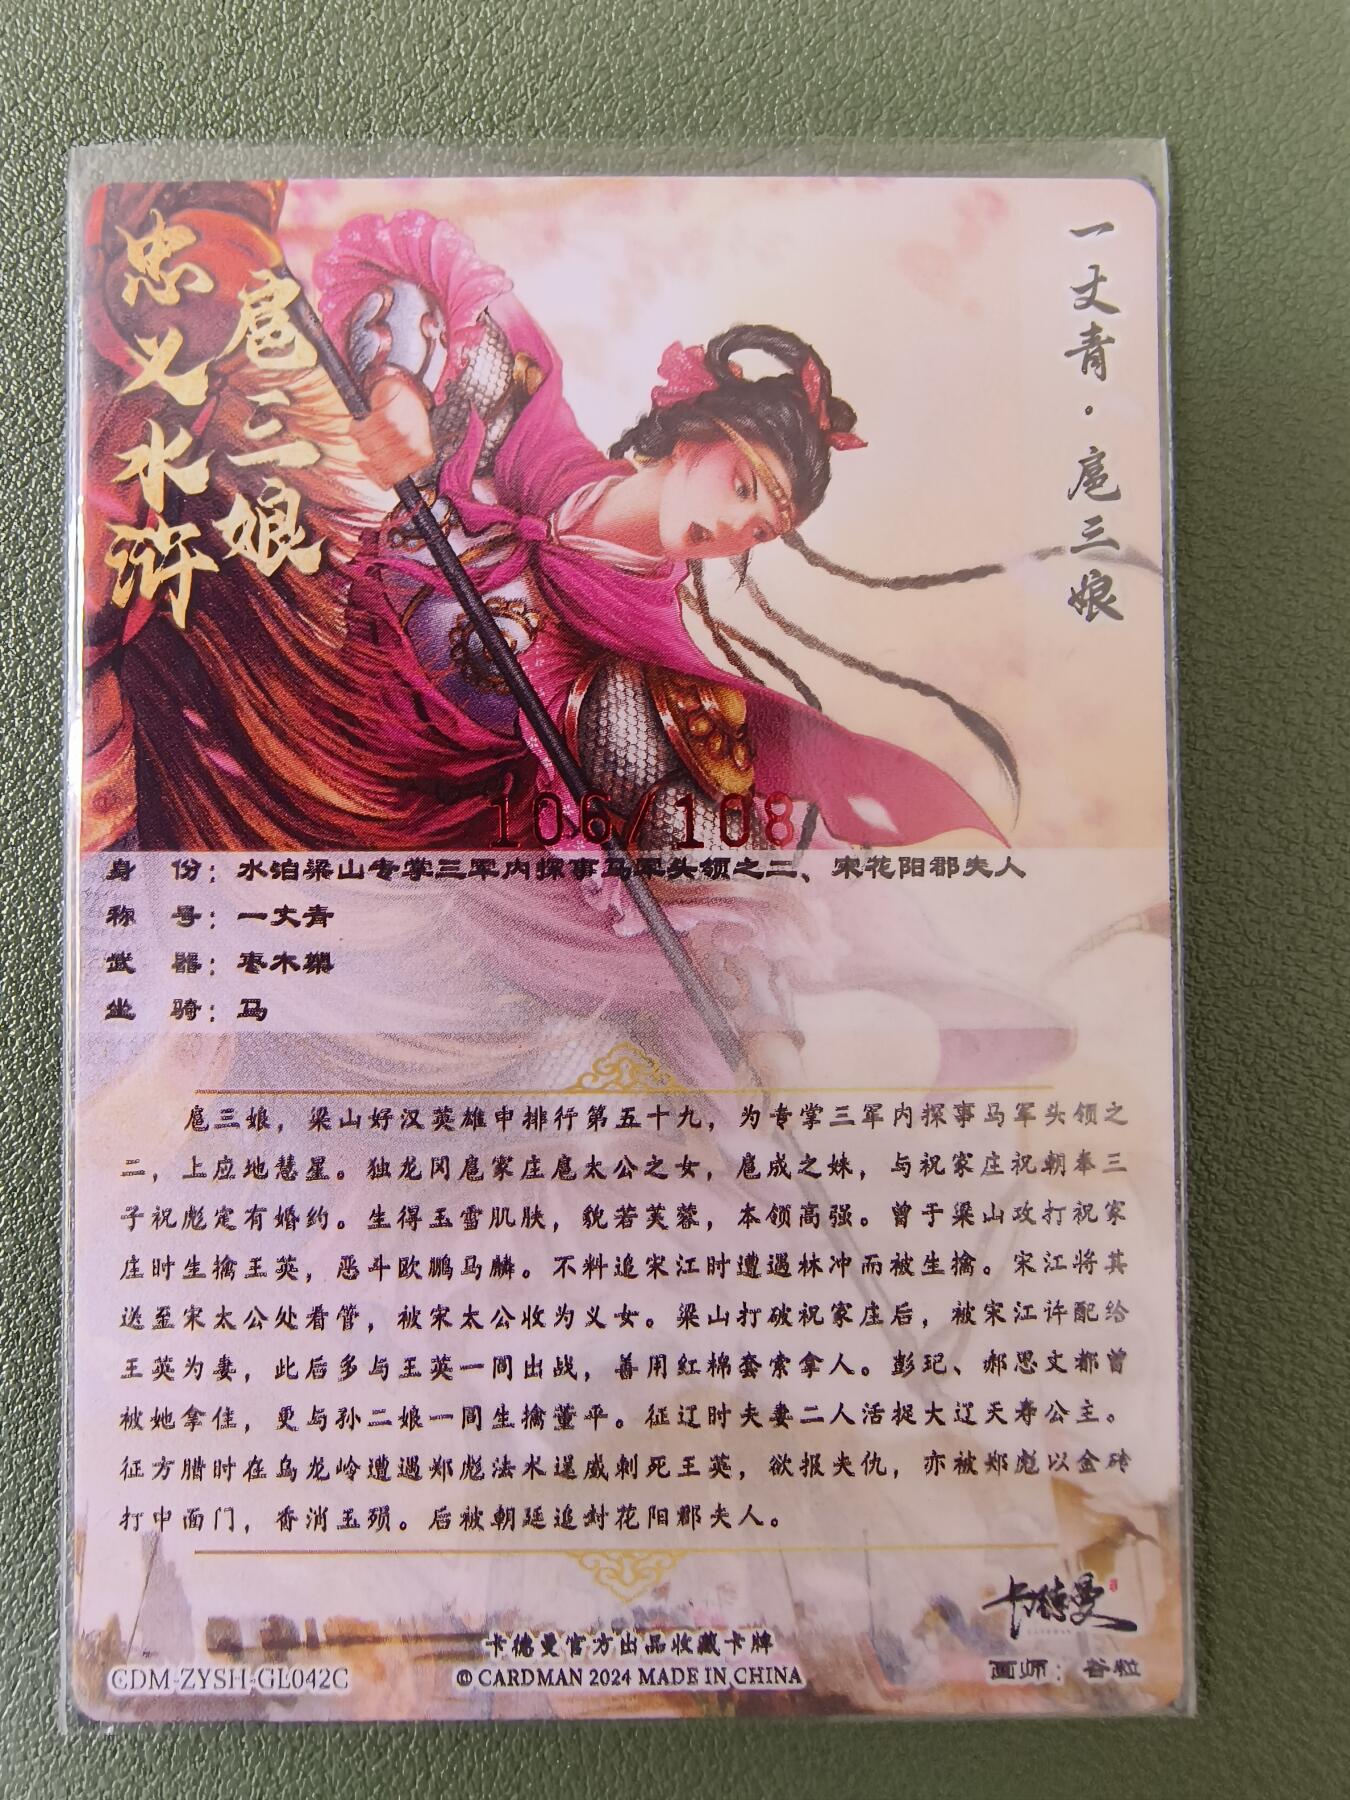 忠义水浒
扈三娘
一丈青·扈三娘
106/108
身份：水泊梁山专掌三军内探事马军头领之二、宋花阳郡夫人
称号：一丈青
武器：枣木槊
坐骑：马
扈三娘，梁山好汉英雄中排行第五十九，为专掌三军内探事马军头领之
二，上应地慧星。独龙冈扈家庄扈太公之女，扈成之妹，与祝家庄祝朝奉三
子祝彪定有婚约。生得玉雪肌肤，貌若芙蓉，本领高强。曾于梁山攻打祝家
庄时生擒王英，恶斗欧鹏马麟。不料追宋江时遭遇林冲而被生擒。宋江将其
送至宋太公处看管，被宋太公收为义女。梁山打破祝家庄后，被宋江许配给
王英为妻，此后多与王英一同出战，善用红棉套索拿人。彭玘、郝思文都曾
被她拿住，更与孙二娘一同生擒董平。征辽时夫妻二人活捉大辽天寿公主。
征方腊时在乌龙岭遭遇郑彪法术逞威刺死王英，欲报夫仇，亦被郑彪以金砖
打中面门，香消玉殒。后被朝廷追封花阳郡夫人。
卡德曼
卡德曼官方出品收藏卡牌
CDM-ZYSH-GL042C
© CARDMAN 2024 MADE IN CHINA
画师：谷粒